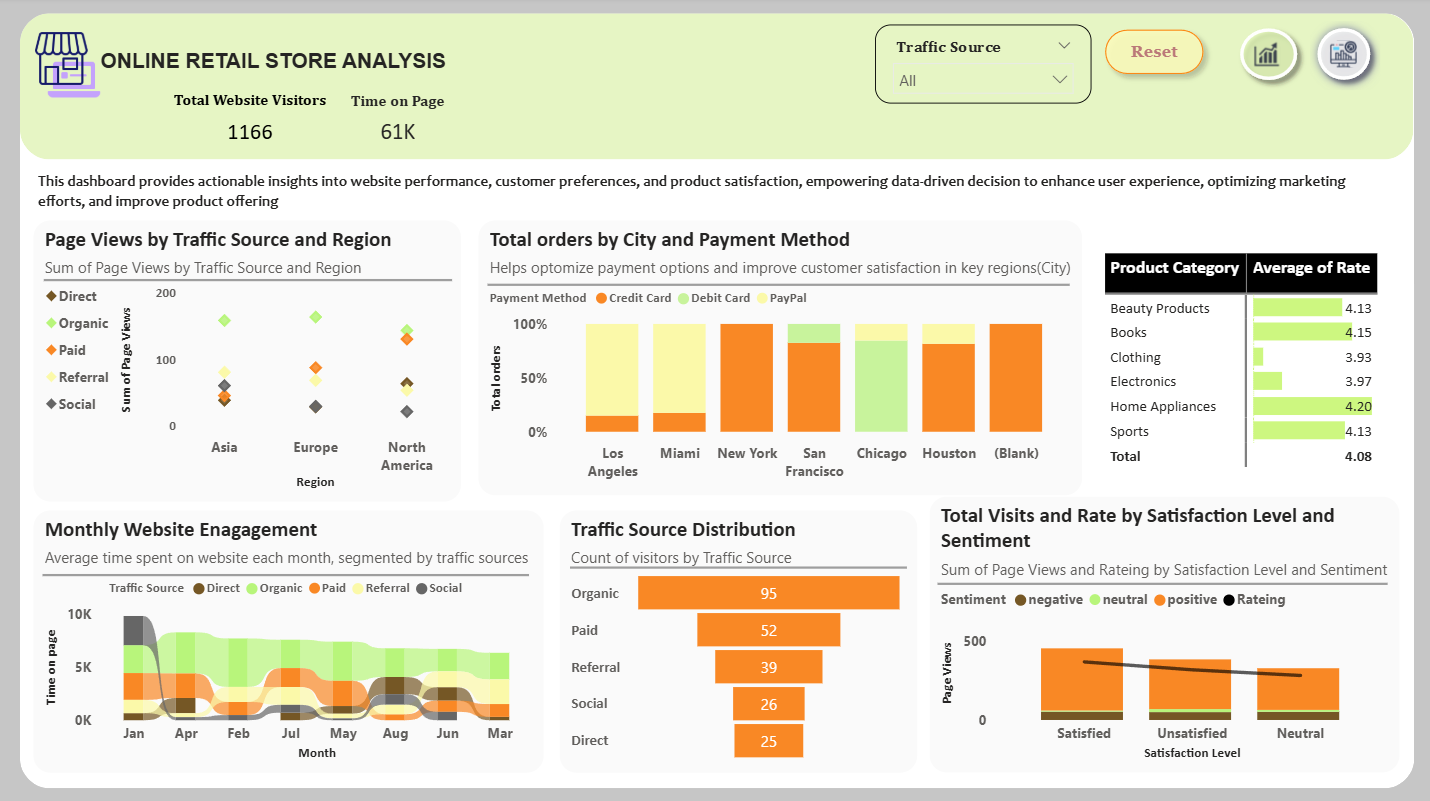 ONLINE RETAIL STORE ANALYSIS
Total Website Visitors
1166
Time on Page
61K
Traffic Source
All
Reset
This dashboard provides actionable insights into website performance, customer preferences, and product satisfaction, empowering data-driven decision to enhance user experience, optimizing marketing
efforts, and improve product offering
Page Views by Traffic Source and Region
Sum of Page Views by Traffic Source and Region
Direct
Organic
Paid
Referral
Social
Sum of Page Views
200
100
0
Asia
Europe
North
America
Region
Total orders by City and Payment Method
Helps optomize payment options and improve customer satisfaction in key regions(City)
Payment Method Credit Card Debit Card PayPal
Total orders
100%
50%
0%
Los
Angeles
Miami
New York
San
Francisco
Chicago
Houston
(Blank)
Product Category Average of Rate
Beauty Products 4.13
Books 4.15
Clothing 3.93
Electronics 3.97
Home Appliances 4.20
Sports 4.13
Total 4.08
Monthly Website Enagagement
Average time spent on website each month, segmented by traffic sources
Traffic Source Direct Organic Paid Referral Social
Time on page
10K
5K
0K
Jan Apr Feb Jul May Aug Jun Mar
Month
Traffic Source Distribution
Count of visitors by Traffic Source
Organic 95
Paid 52
Referral 39
Social 26
Direct 25
Total Visits and Rate by Satisfaction Level and
Sentiment
Sum of Page Views and Rateing by Satisfaction Level and Sentiment
Sentiment negative neutral positive Rateing
Page Views
500
0
Satisfied Unsatisfied Neutral
Satisfaction Level